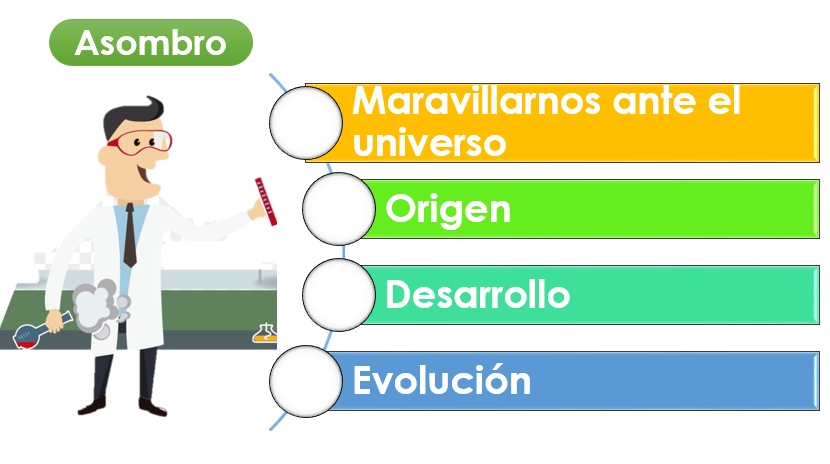 Asombro
Maravillarnos ante el
universo
Origen
Desarrollo
Evolución